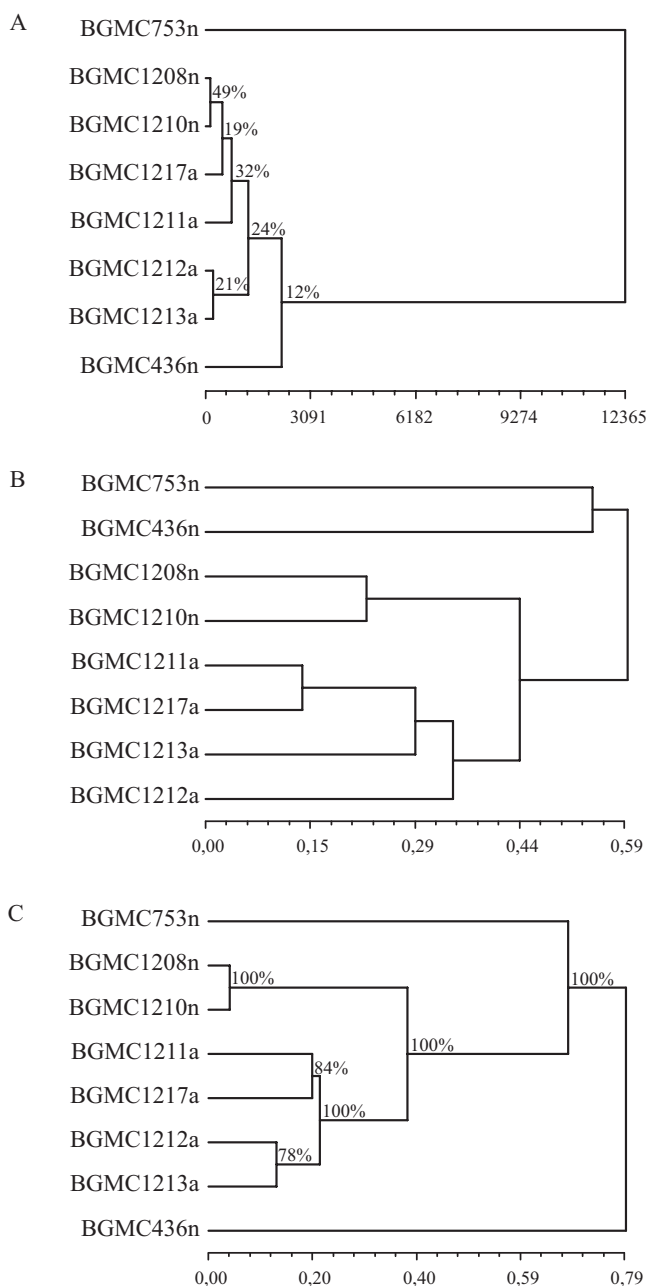 A
BGMC753n
BGMC1208n
49%
BGMC1210n
19%
BGMC1217a
32%
BGMC1211a
24%
BGMC1212a
21%
12%
BGMC1213a
BGMC436n
0 3091 6182 9274 12365
B
BGMC753n
BGMC436n
BGMC1208n
BGMC1210n
BGMC1211a
BGMC1217a
BGMC1213a
BGMC1212a
0,00 0,15 0,29 0,44 0,59
C
BGMC753n
BGMC1208n
100% 100%
BGMC1210n
BGMC1211a
100%
84%
BGMC1217a
100%
BGMC1212a
78%
BGMC1213a
BGMC436n
0,00 0,20 0,40 0,59 0,79